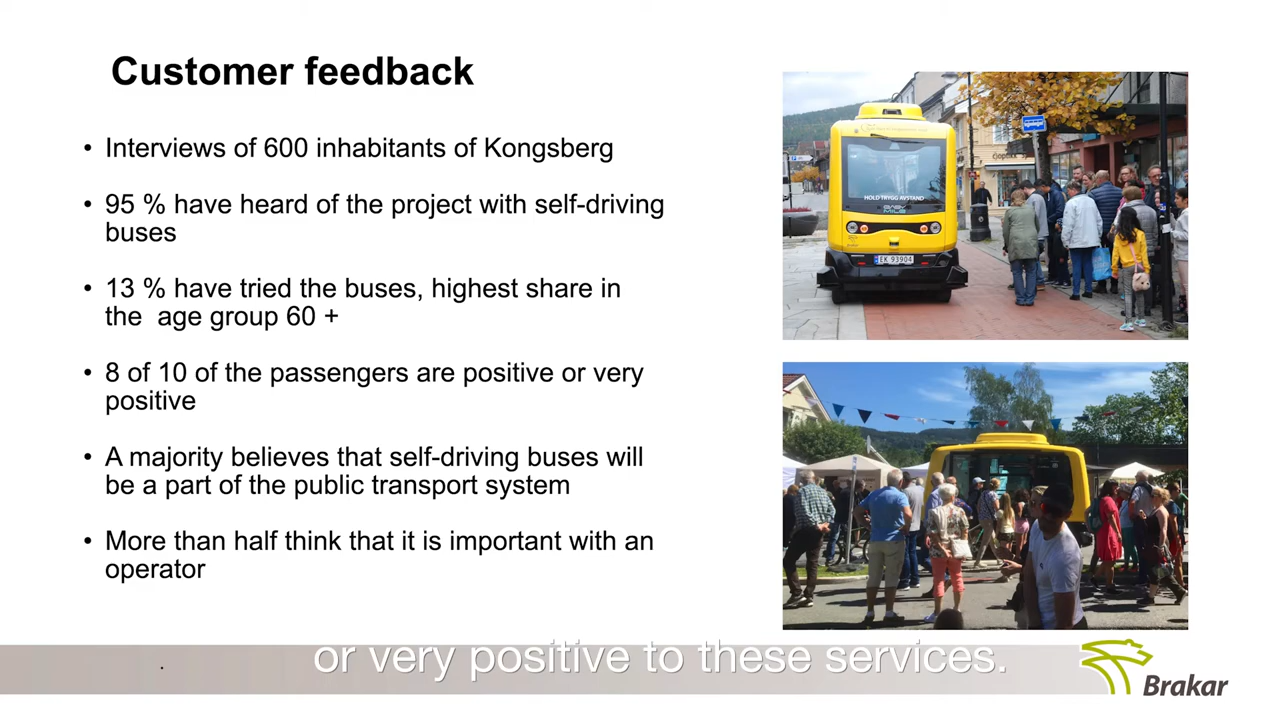 Customer feedback
• Interviews of 600 inhabitants of Kongsberg
• 95 % have heard of the project with self-driving
buses
• 13 % have tried the buses, highest share in
the age group 60 +
• 8 of 10 of the passengers are positive or very
positive
• A majority believes that self-driving buses will
be a part of the public transport system
• More than half think that it is important with an
operator
HOLD TRYGG AVSTAND
EK 93904
or very positive to these services.
Brakar